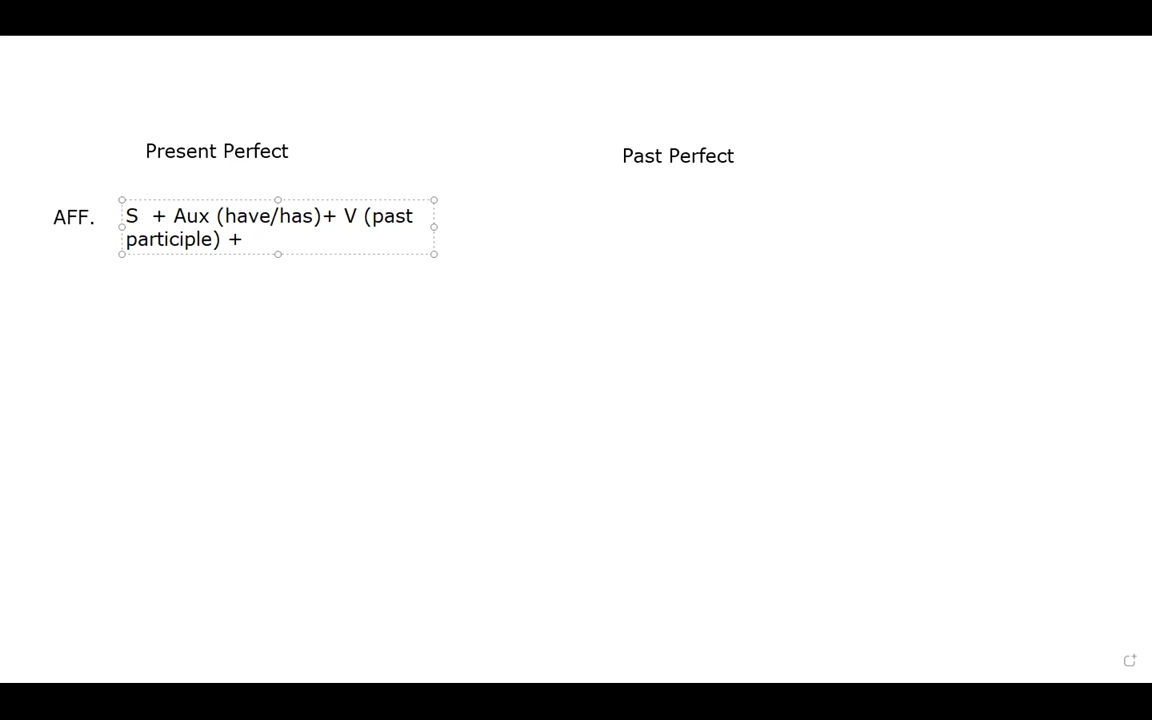 Present Perfect
Past Perfect
AFF.
S + Aux (have/has)+ V (past
participle) +